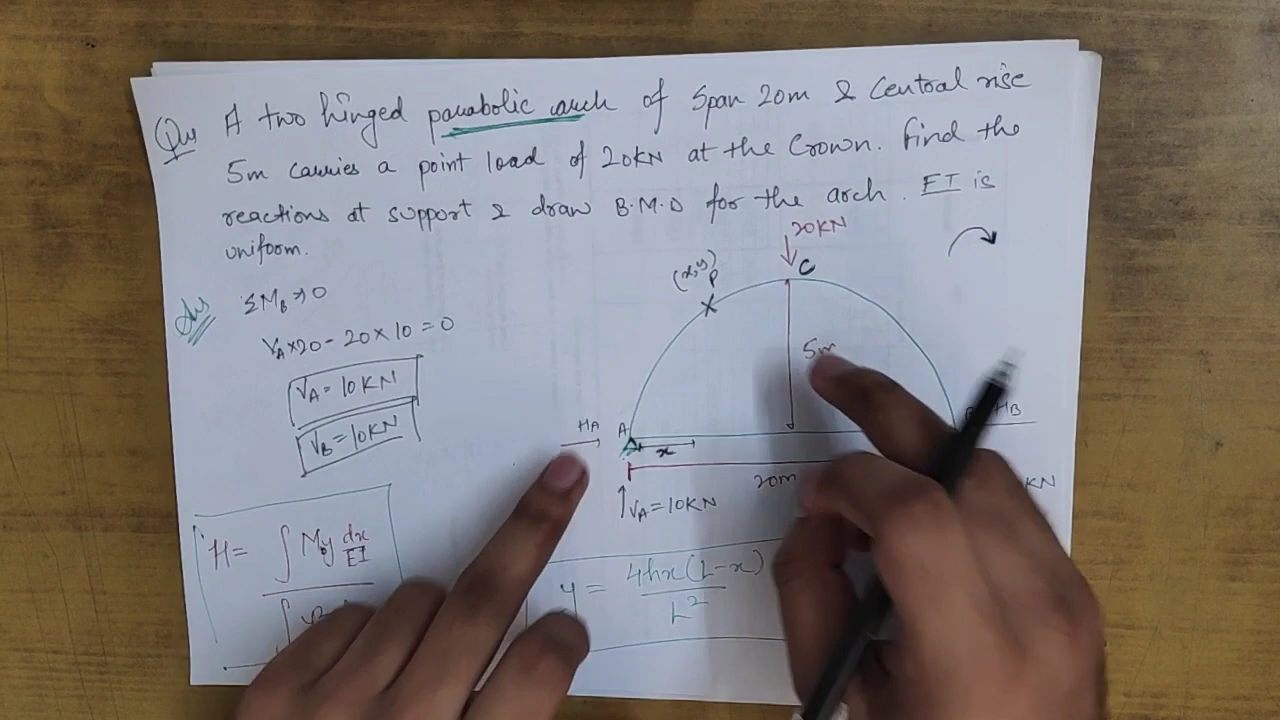 Qus A two hinged parabolic arch of Span 20m & Central rise
5m carries a point load of 20KN at the Crown. Find the
reactions at support & draw B.M.D for the arch. EI is
uniform.
Ans ΣMB → 0
VA×20 - 20×10 = 0
VA = 10KN
VB = 10KN
20KN
C
(x,y)
P
5m
A
HA
HB
x
20m
VA = 10KN
KN
H = ∫ My dx/EI
y = 4hx(L-x)/L²